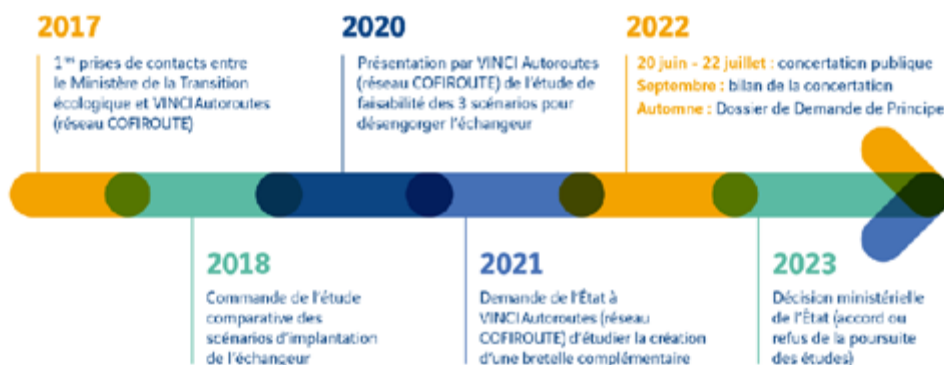 2017
1res prises de contacts entre
le Ministère de la Transition
écologique et VINCI Autoroutes
(réseau COFIROUTE)
2020
Présentation par VINCI Autoroutes
(réseau COFIROUTE) de l'étude de
faisabilité des 3 scénarios pour
désengorger l'échangeur
2022
20 juin - 22 juillet : concertation publique
Septembre : bilan de la concertation
Automne : Dossier de Demande de Principe
2018
Commande de l'étude
comparative des
scénarios d'implantation
de l'échangeur
2021
Demande de l'État à
VINCI Autoroutes (réseau
COFIROUTE) d'étudier la création
d'une bretelle complémentaire
2023
Décision ministérielle
de l'État (accord ou
refus de la poursuite
des études)